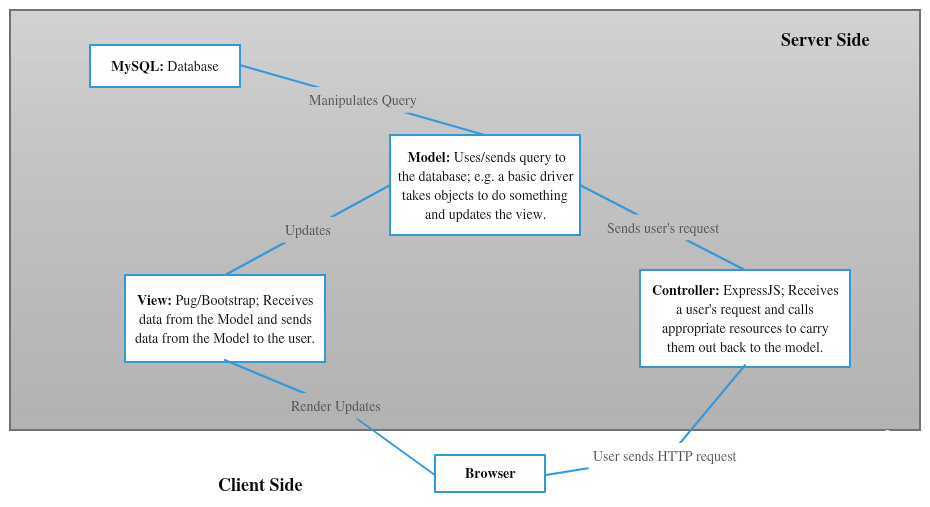 Server Side
MySQL: Database
Manipulates Query
Model: Uses/sends query to
the database; e.g. a basic driver
takes objects to do something
and updates the view.
Updates
Sends user's request
View: Pug/Bootstrap; Receives
data from the Model and sends
data from the Model to the user.
Controller: ExpressJS; Receives
a user's request and calls
appropriate resources to carry
them out back to the model.
Render Updates
User sends HTTP request
Browser
Client Side